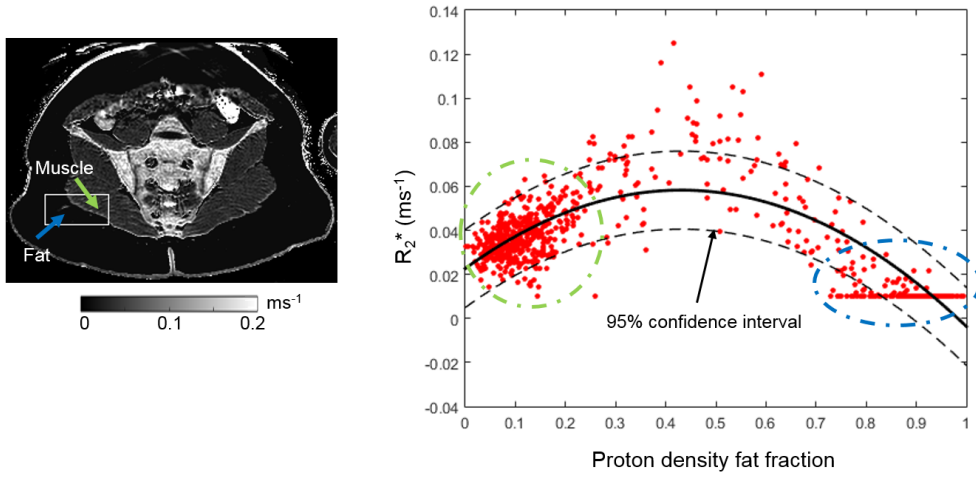 Muscle
Fat
ms-1
0 0.1 0.2
R2* (ms-1)
0.14
0.12
0.1
0.08
0.06
0.04
0.02
0
-0.02
-0.04
95% confidence interval
0 0.1 0.2 0.3 0.4 0.5 0.6 0.7 0.8 0.9 1
Proton density fat fraction